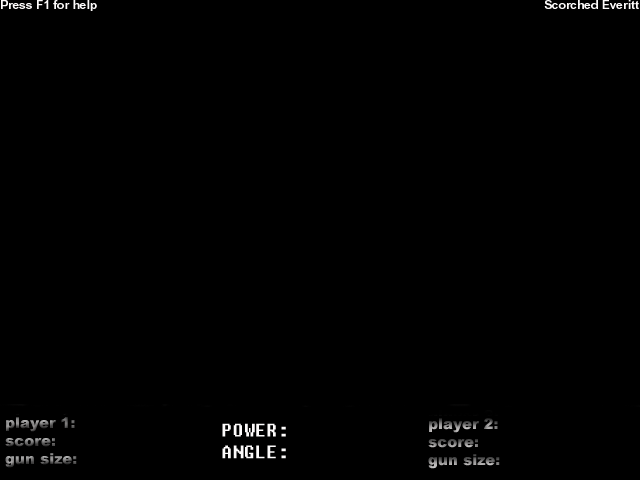 Press F1 for help
Scorched Everitt
player 1:
score:
gun size:
POWER:
ANGLE:
player 2:
score:
gun size: